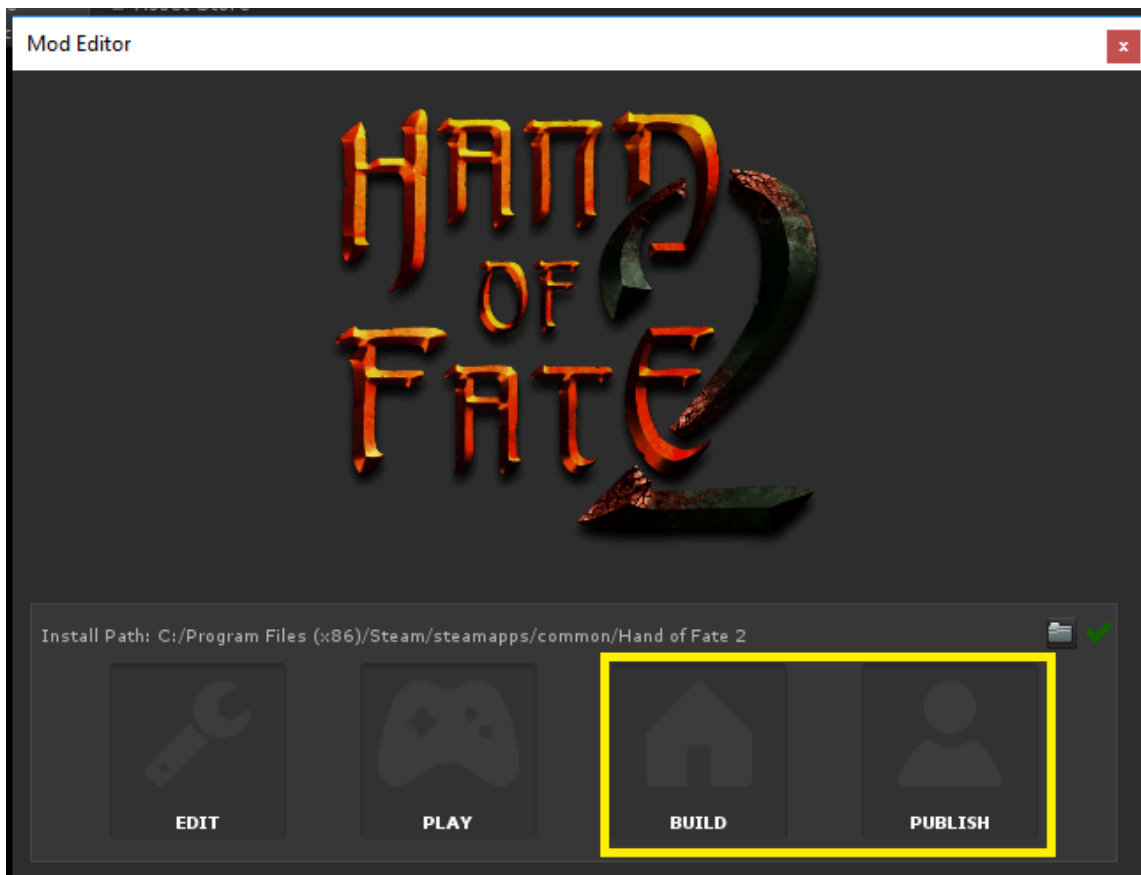 Mod Editor
x
HAND
OF
FATE
2
Install Path: C:/Program Files (x86)/Steam/steamapps/common/Hand of Fate 2
EDIT PLAY BUILD PUBLISH